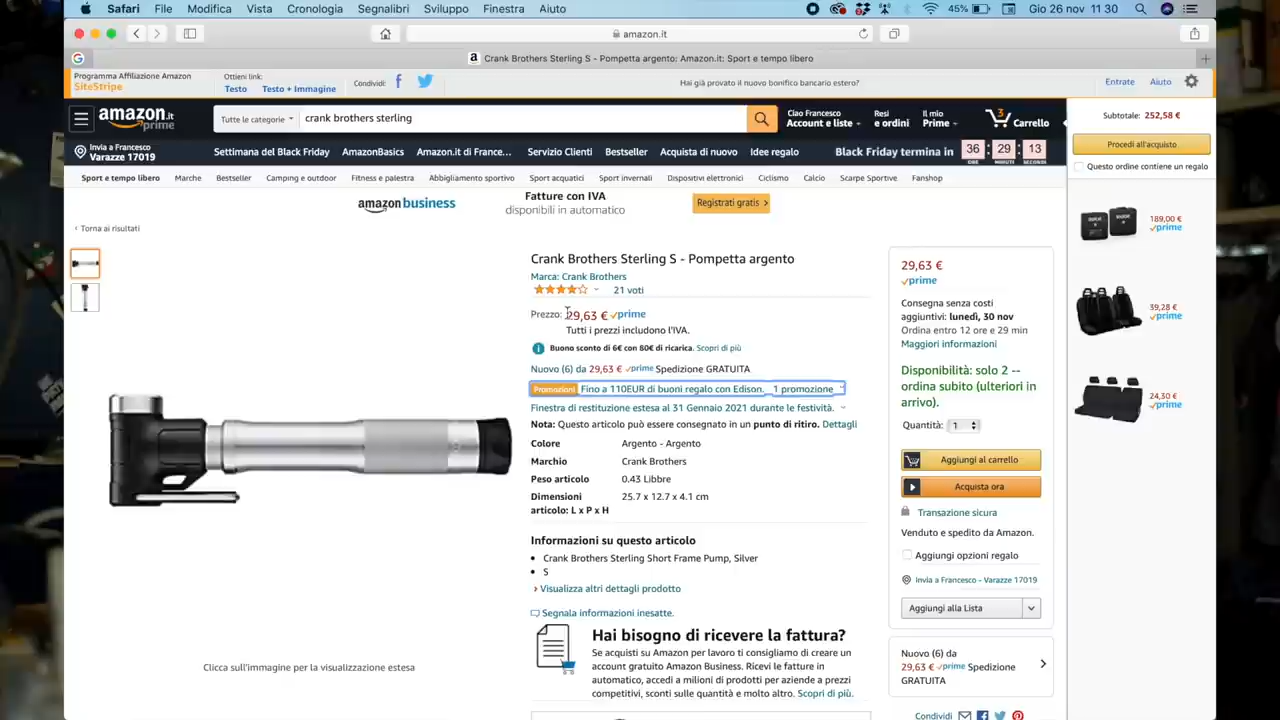 Safari File Modifica Vista Cronologia Segnalibri Sviluppo Finestra Aiuto 45% Gio 26 nov 11 30
amazon.it
Crank Brothers Sterling S - Pompetta argento: Amazon.it: Sport e tempo libero
Programma Affiliazione Amazon
SiteStripe
Ottieni link:
Testo Testo + Immagine
Condividi:
Hai già provato il nuovo bonifico bancario estero?
Entrate Aiuto
amazon.it
prime
Tutte le categorie
crank brothers sterling
Ciao Francesco
Account e liste
Resi
e ordini
Il mio
Prime
3
Carrello
Invia a Francesco
Varazze 17019
Settimana del Black Friday AmazonBasics Amazon.it di France... Servizio Clienti Bestseller Acquista di nuovo Idee regalo
Black Friday termina in 36 : 29 : 13
ORE MINUTI SECONDS
Sport e tempo libero Marche Bestseller Camping e outdoor Fitness e palestra Abbigliamento sportivo Sport acquatici Sport invernali Dispositivi elettronici Ciclismo Calcio Scarpe Sportive Fanshop
amazon business
Fatture con IVA
disponibili in automatico
Registrati gratis ›
‹ Torna ai risultati
Crank Brothers Sterling S - Pompetta argento
Marca: Crank Brothers
21 voti
Prezzo: 29,63 € prime
Tutti i prezzi includono l'IVA.
Buono sconto di 6€ con 80€ di ricarica. Scopri di più
Nuovo (6) da 29,63 € prime Spedizione GRATUITA
Promozioni Fino a 110EUR di buoni regalo con Edison. 1 promozione
Finestra di restituzione estesa al 31 Gennaio 2021 durante le festività.
Nota: Questo articolo può essere consegnato in un punto di ritiro. Dettagli
Colore Argento - Argento
Marchio Crank Brothers
Peso articolo 0.43 Libbre
Dimensioni
articolo: L x P x H
25.7 x 12.7 x 4.1 cm
Informazioni su questo articolo
• Crank Brothers Sterling Short Frame Pump, Silver
• S
› Visualizza altri dettagli prodotto
Segnala informazioni inesatte.
Hai bisogno di ricevere la fattura?
Se acquisti su Amazon per lavoro ti consigliamo di creare un
account gratuito Amazon Business. Ricevi le fatture in
automatico, accedi a milioni di prodotti per aziende a prezzi
competitivi, sconti sulle quantità e molto altro. Scopri di più.
Clicca sull'immagine per la visualizzazione estesa
29,63 €
prime
Consegna senza costi
aggiuntivi: lunedì, 30 nov
Ordina entro 12 ore e 29 min
Maggiori informazioni
Disponibilità: solo 2 --
ordina subito (ulteriori in
arrivo).
Quantità: 1
Aggiungi al carrello
Acquista ora
Transazione sicura
Venduto e spedito da Amazon.
Aggiungi opzioni regalo
Invia a Francesco - Varazze 17019
Aggiungi alla Lista
Nuovo (6) da
29,63 € prime Spedizione
GRATUITA
Condividi
Subtotale: 252,58 €
Procedi all'acquisto
Questo ordine contiene un regalo
189,00 €
prime
39,28 €
prime
24,30 €
prime